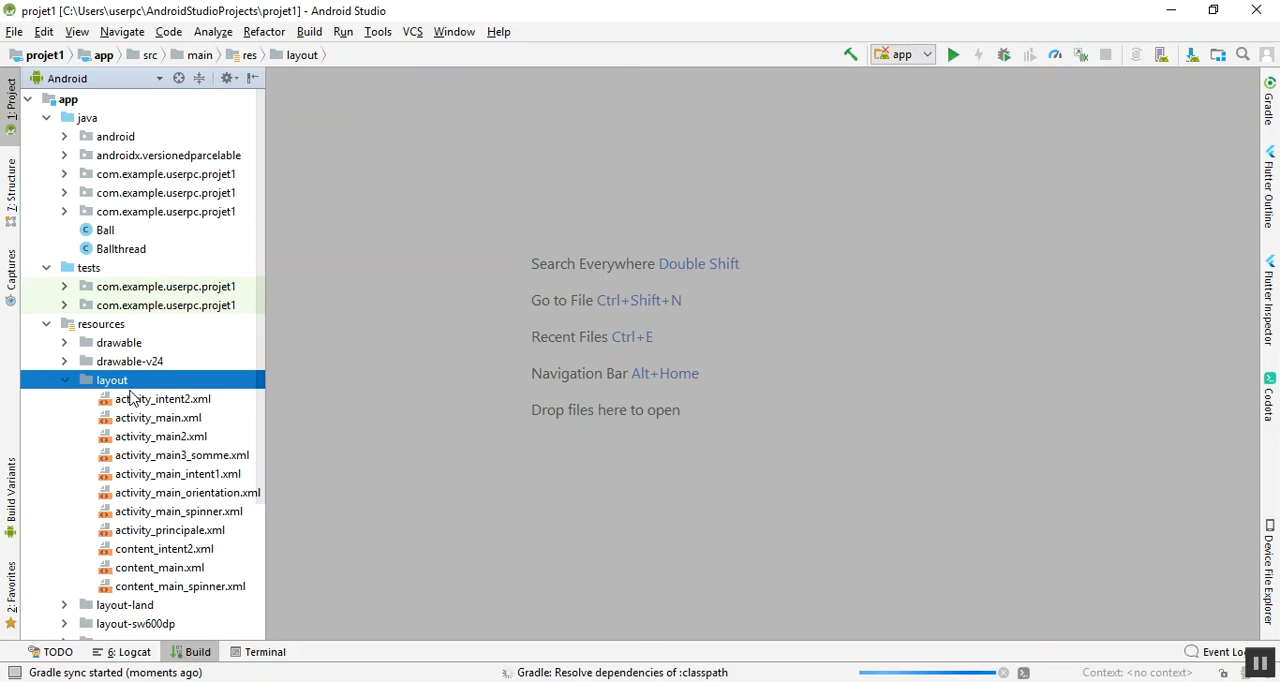 projet1 [C:\Users\userpc\AndroidStudioProjects\projet1] - Android Studio
File Edit View Navigate Code Analyze Refactor Build Run Tools VCS Window Help
projet1 app src main res layout
app
Android
1: Project
Z: Structure
Captures
Build Variants
2: Favorites
app
java
android
androidx.versionedparcelable
com.example.userpc.projet1
com.example.userpc.projet1
com.example.userpc.projet1
Ball
Ballthread
tests
com.example.userpc.projet1
com.example.userpc.projet1
resources
drawable
drawable-v24
layout
activity_intent2.xml
activity_main.xml
activity_main2.xml
activity_main3_somme.xml
activity_main_intent1.xml
activity_main_orientation.xml
activity_main_spinner.xml
activity_principale.xml
content_intent2.xml
content_main.xml
content_main_spinner.xml
layout-land
layout-sw600dp
Search Everywhere Double Shift
Go to File Ctrl+Shift+N
Recent Files Ctrl+E
Navigation Bar Alt+Home
Drop files here to open
Gradle
Flutter Outline
Flutter Inspector
Codota
Device File Explorer
TODO 6: Logcat Build Terminal Event Lo
Gradle sync started (moments ago) Gradle: Resolve dependencies of :classpath Context: <no context>